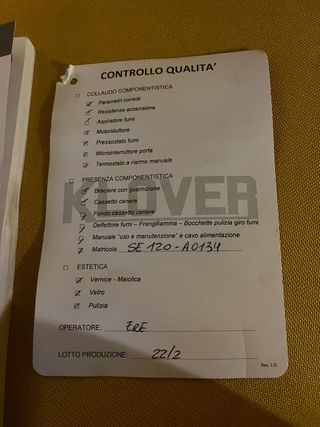 CONTROLLO QUALITA'
COLLAUDO COMPONENTISTICA
Parametri corretti
Resistenza accensione
Aspiratore fumi
Motoriduttore
Pressostato fumi
Microinterruttore porta
Termostato a riarmo manuale
PRESENZA COMPONENTISTICA
Braciere con guarnizione
Cassetto cenere
KLOVER
Fondo cassetto cenere
Deflettore fumi – Frangifiamma – Bocchette pulizia giro fumi
Manuale "uso e manutenzione" e cavo alimentazione
Matricola SE 120-A0134
ESTETICA
Vernice - Maiolica
Vetro
Pulizia
OPERATORE:
LOTTO PRODUZIONE: 22/2
Rev. 1.0